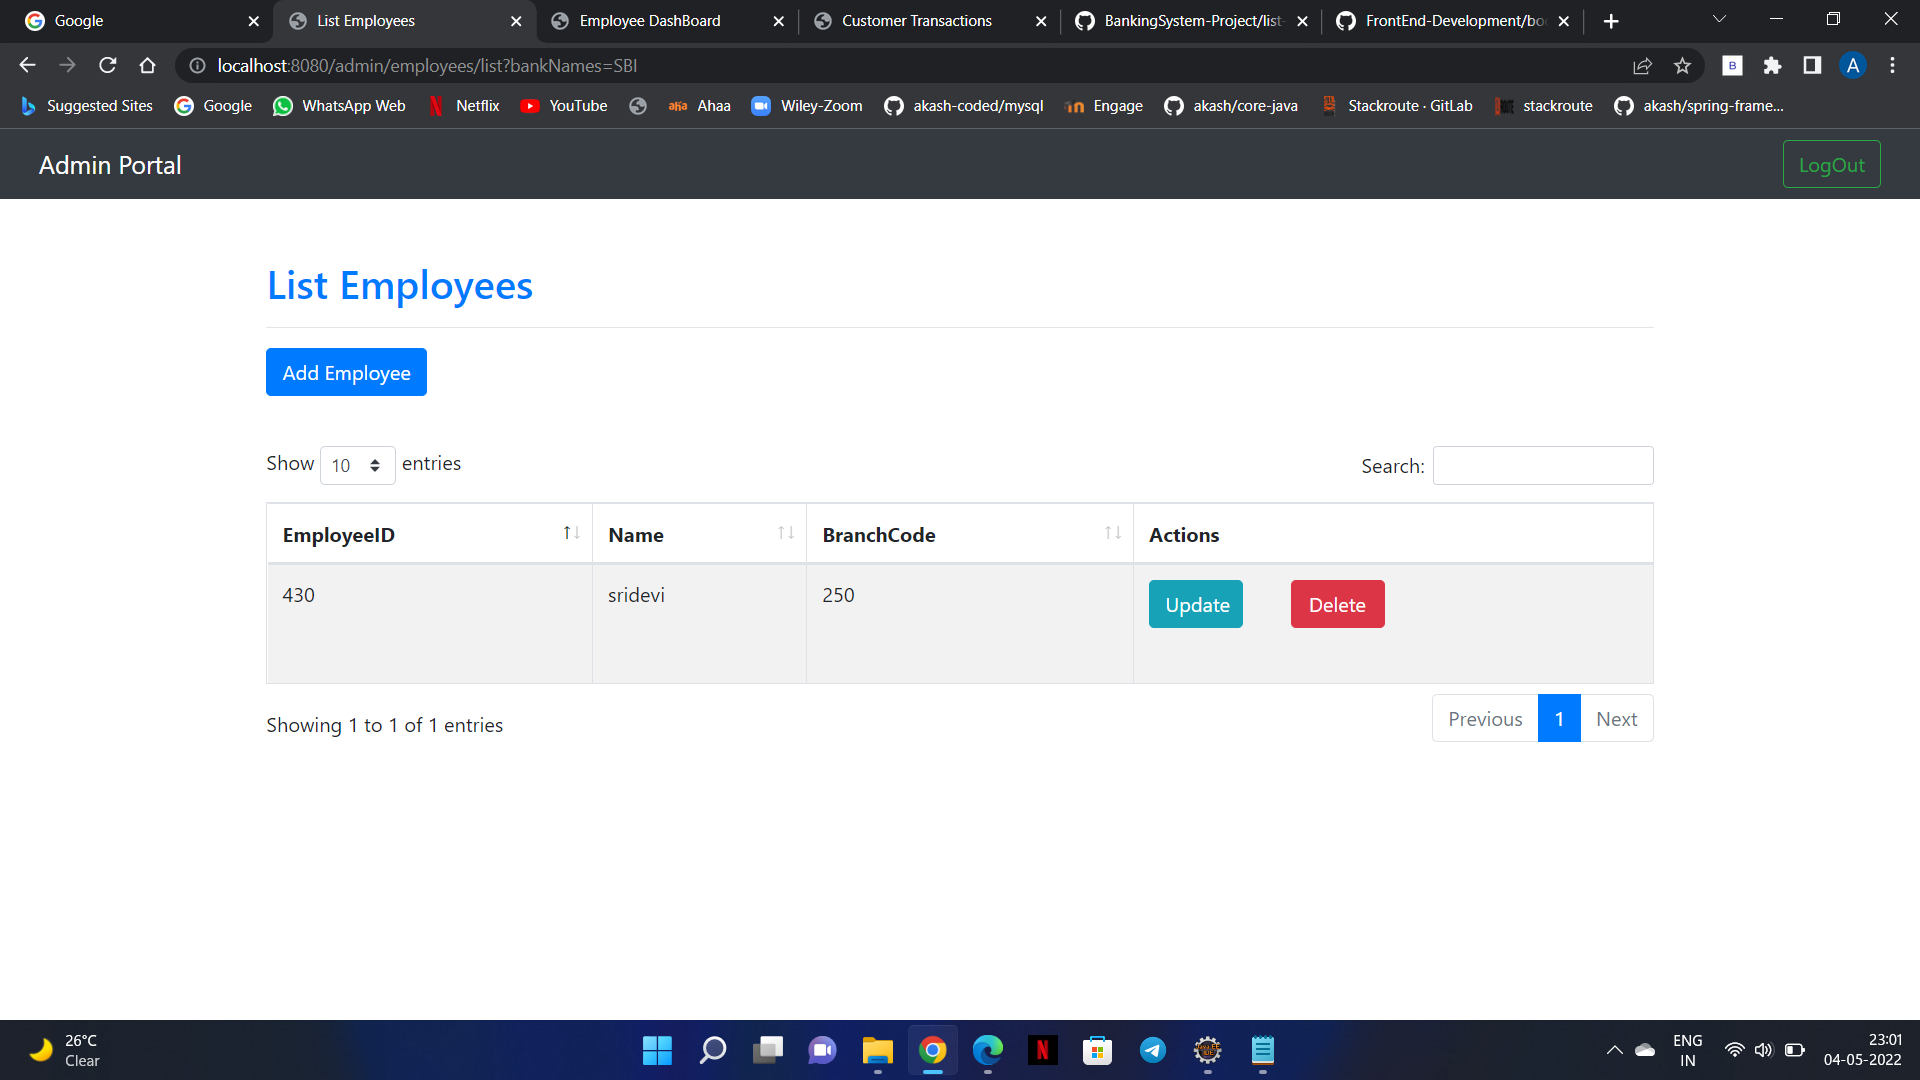 Google
List Employees
Employee DashBoard
Customer Transactions
BankingSystem-Project/list-
FrontEnd-Development/boo
localhost:8080/admin/employees/list?bankNames=SBI
B
A
Suggested Sites
Google
WhatsApp Web
Netflix
YouTube
aha
Ahaa
Wiley-Zoom
akash-coded/mysql
Engage
akash/core-java
Stackroute · GitLab
stackroute
akash/spring-frame...
Admin Portal
LogOut
List Employees
Add Employee
Show 10 entries
Search:
EmployeeID Name BranchCode Actions
430 sridevi 250 Update Delete
Showing 1 to 1 of 1 entries
Previous 1 Next
26°C
Clear
ENG
IN
23:01
04-05-2022